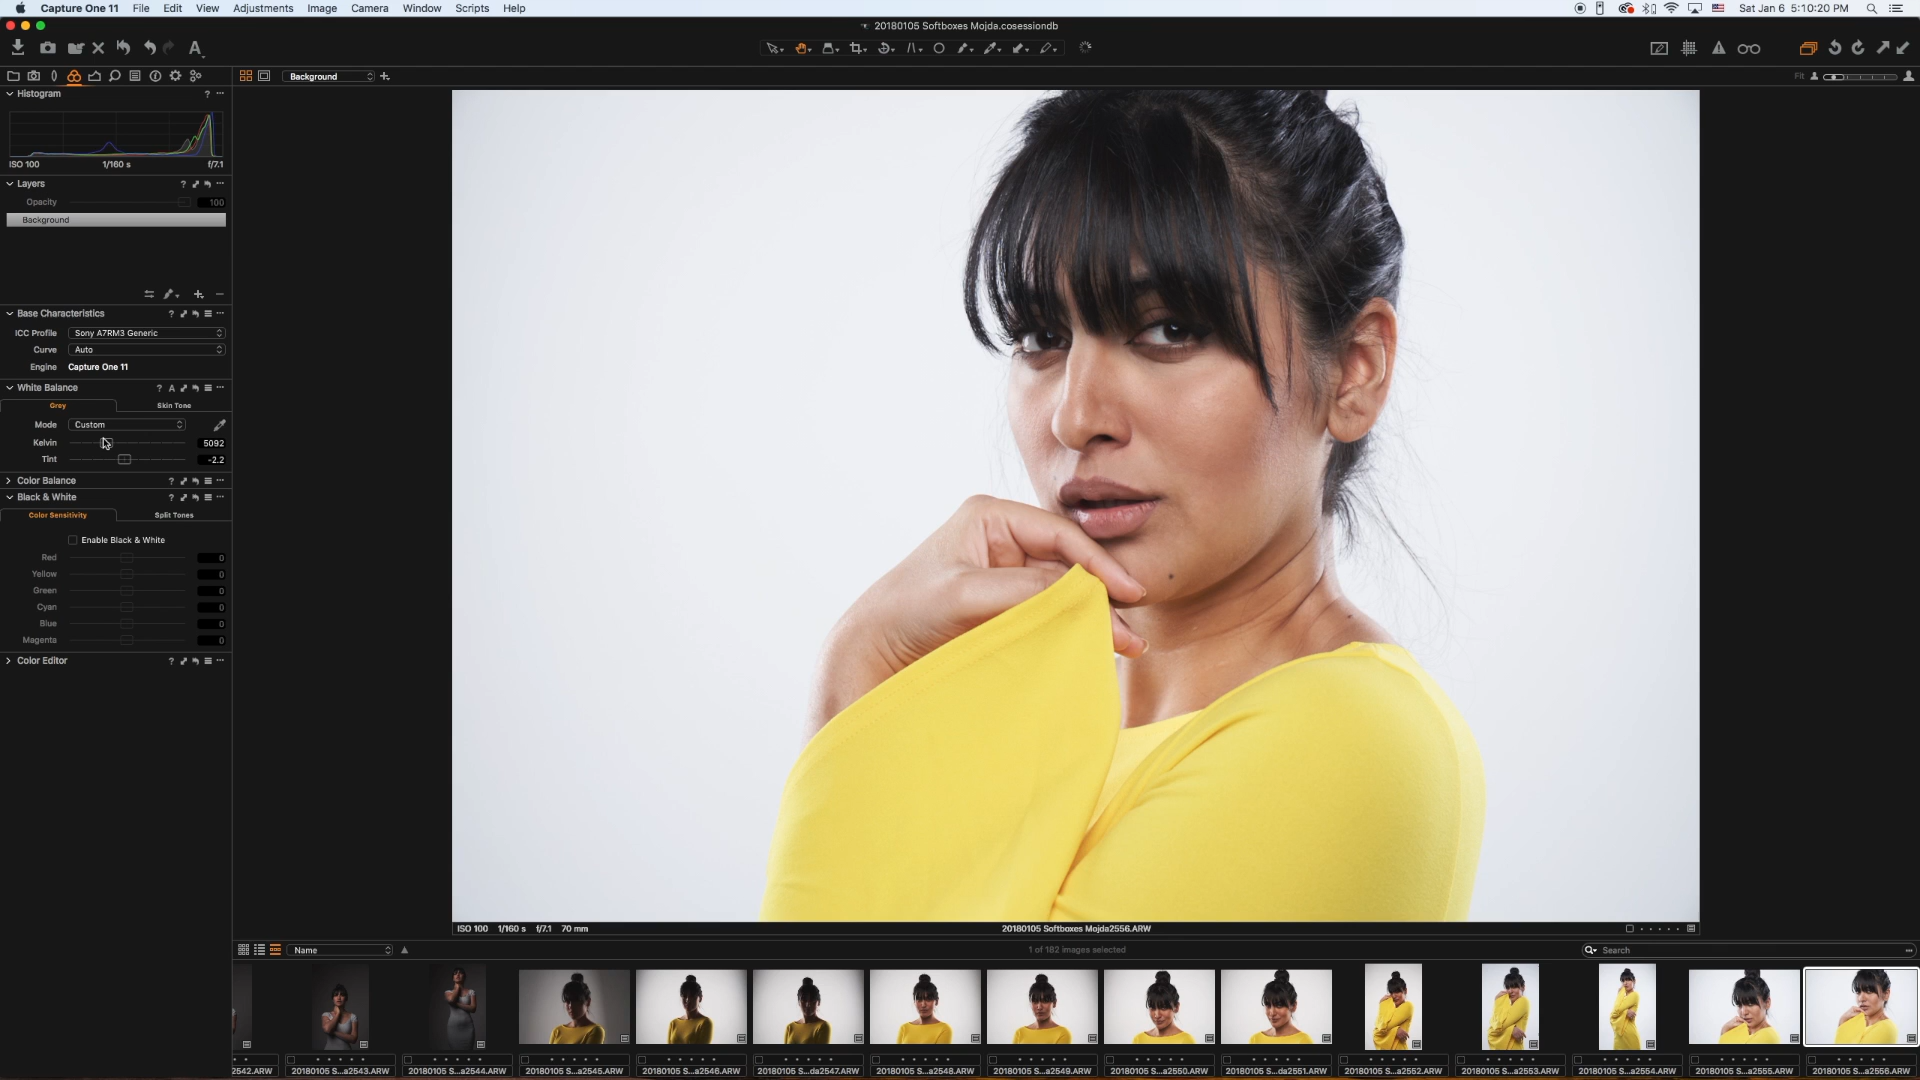 Capture One 11 File Edit View Adjustments Image Camera Window Scripts Help Sat Jan 6 5:10:20 PM
20180105 Softboxes Mojda.cosessiondb
Background
Fit
Histogram
ISO 100 1/160 s f/7.1
Layers
Opacity 100
Background
Base Characteristics
ICC Profile Sony A7RM3 Generic
Curve Auto
Engine Capture One 11
White Balance
Grey Skin Tone
Mode Custom
Kelvin 5092
Tint -2.2
Color Balance
Black & White
Color Sensitivity Split Tones
Enable Black & White
Red 0
Yellow 0
Green 0
Cyan 0
Blue 0
Magenta 0
Color Editor
ISO 100 1/160 s f/7.1 70 mm 20180105 Softboxes Mojda2556.ARW
Name 1 of 182 images selected Search
2542.ARW 20180105 S...a2543.ARW 20180105 S...a2544.ARW 20180105 S...a2545.ARW 20180105 S...a2546.ARW 20180105 S...da2547.ARW 20180105 S...a2548.ARW 20180105 S...a2549.ARW 20180105 S...a2550.ARW 20180105 S...da2551.ARW 20180105 S...a2552.ARW 20180105 S...a2553.ARW 20180105 S...a2554.ARW 20180105 S...a2555.ARW 20180105 S...a2556.ARW